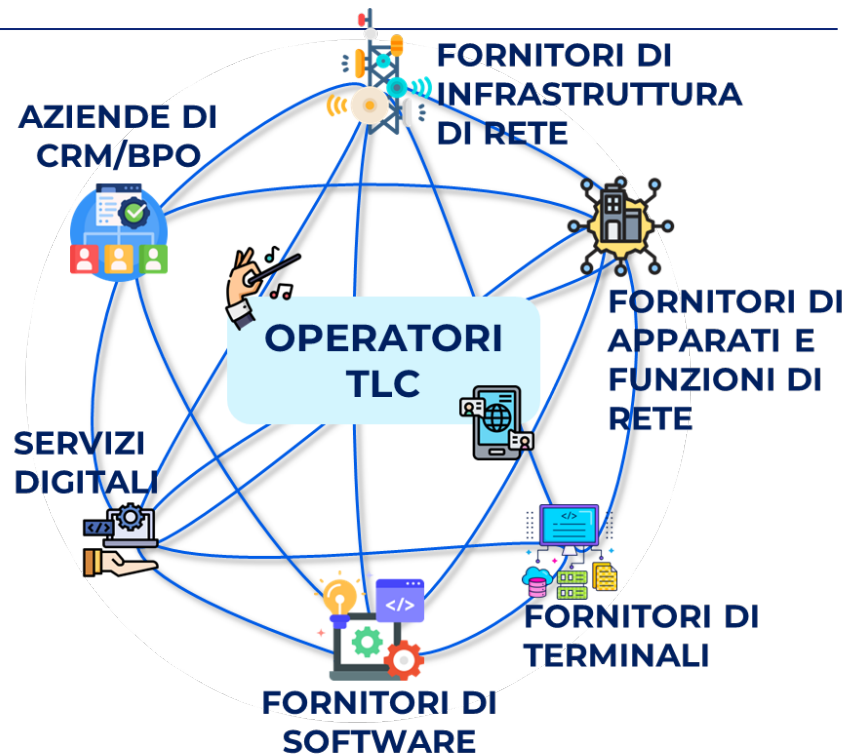 FORNITORI DI
INFRASTRUTTURA
DI RETE
AZIENDE DI
CRM/BPO
OPERATORI
TLC
FORNITORI DI
APPARATI E
FUNZIONI DI
RETE
SERVIZI
DIGITALI
</>
</>
</>
FORNITORI DI
TERMINALI
FORNITORI DI
SOFTWARE